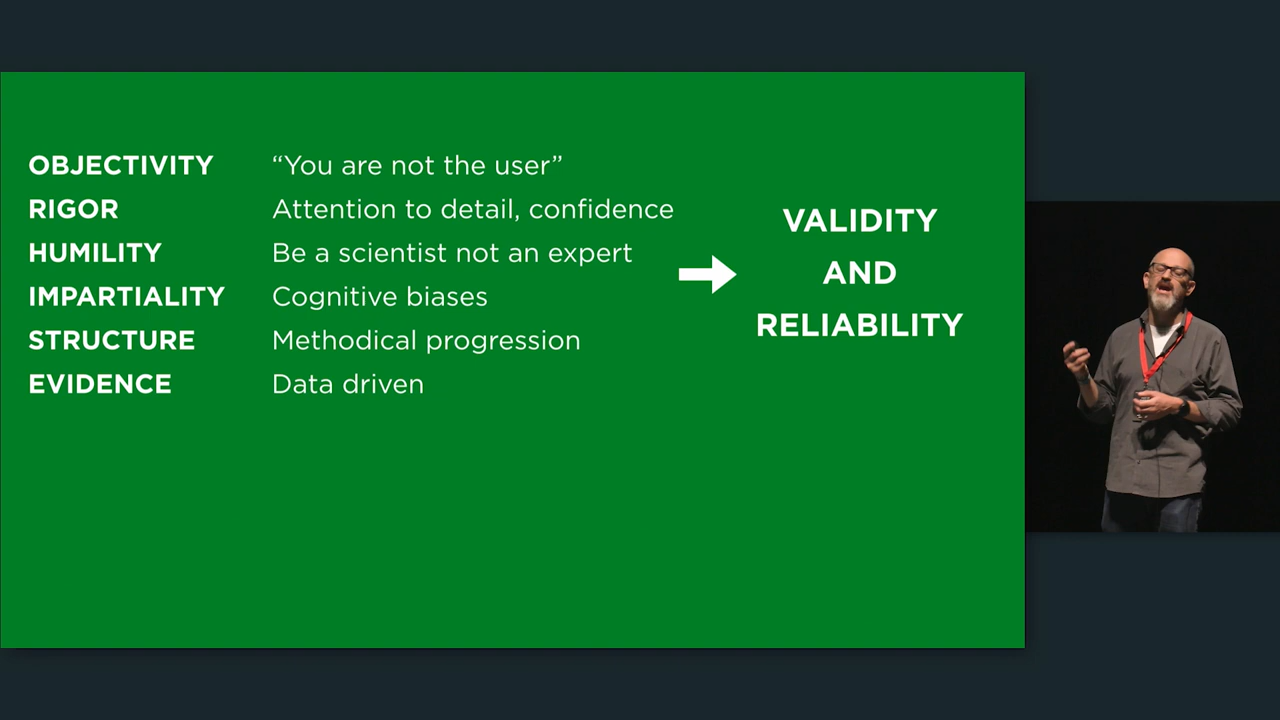 OBJECTIVITY “You are not the user”
RIGOR Attention to detail, confidence
HUMILITY Be a scientist not an expert
IMPARTIALITY Cognitive biases
STRUCTURE Methodical progression
EVIDENCE Data driven
VALIDITY
AND
RELIABILITY